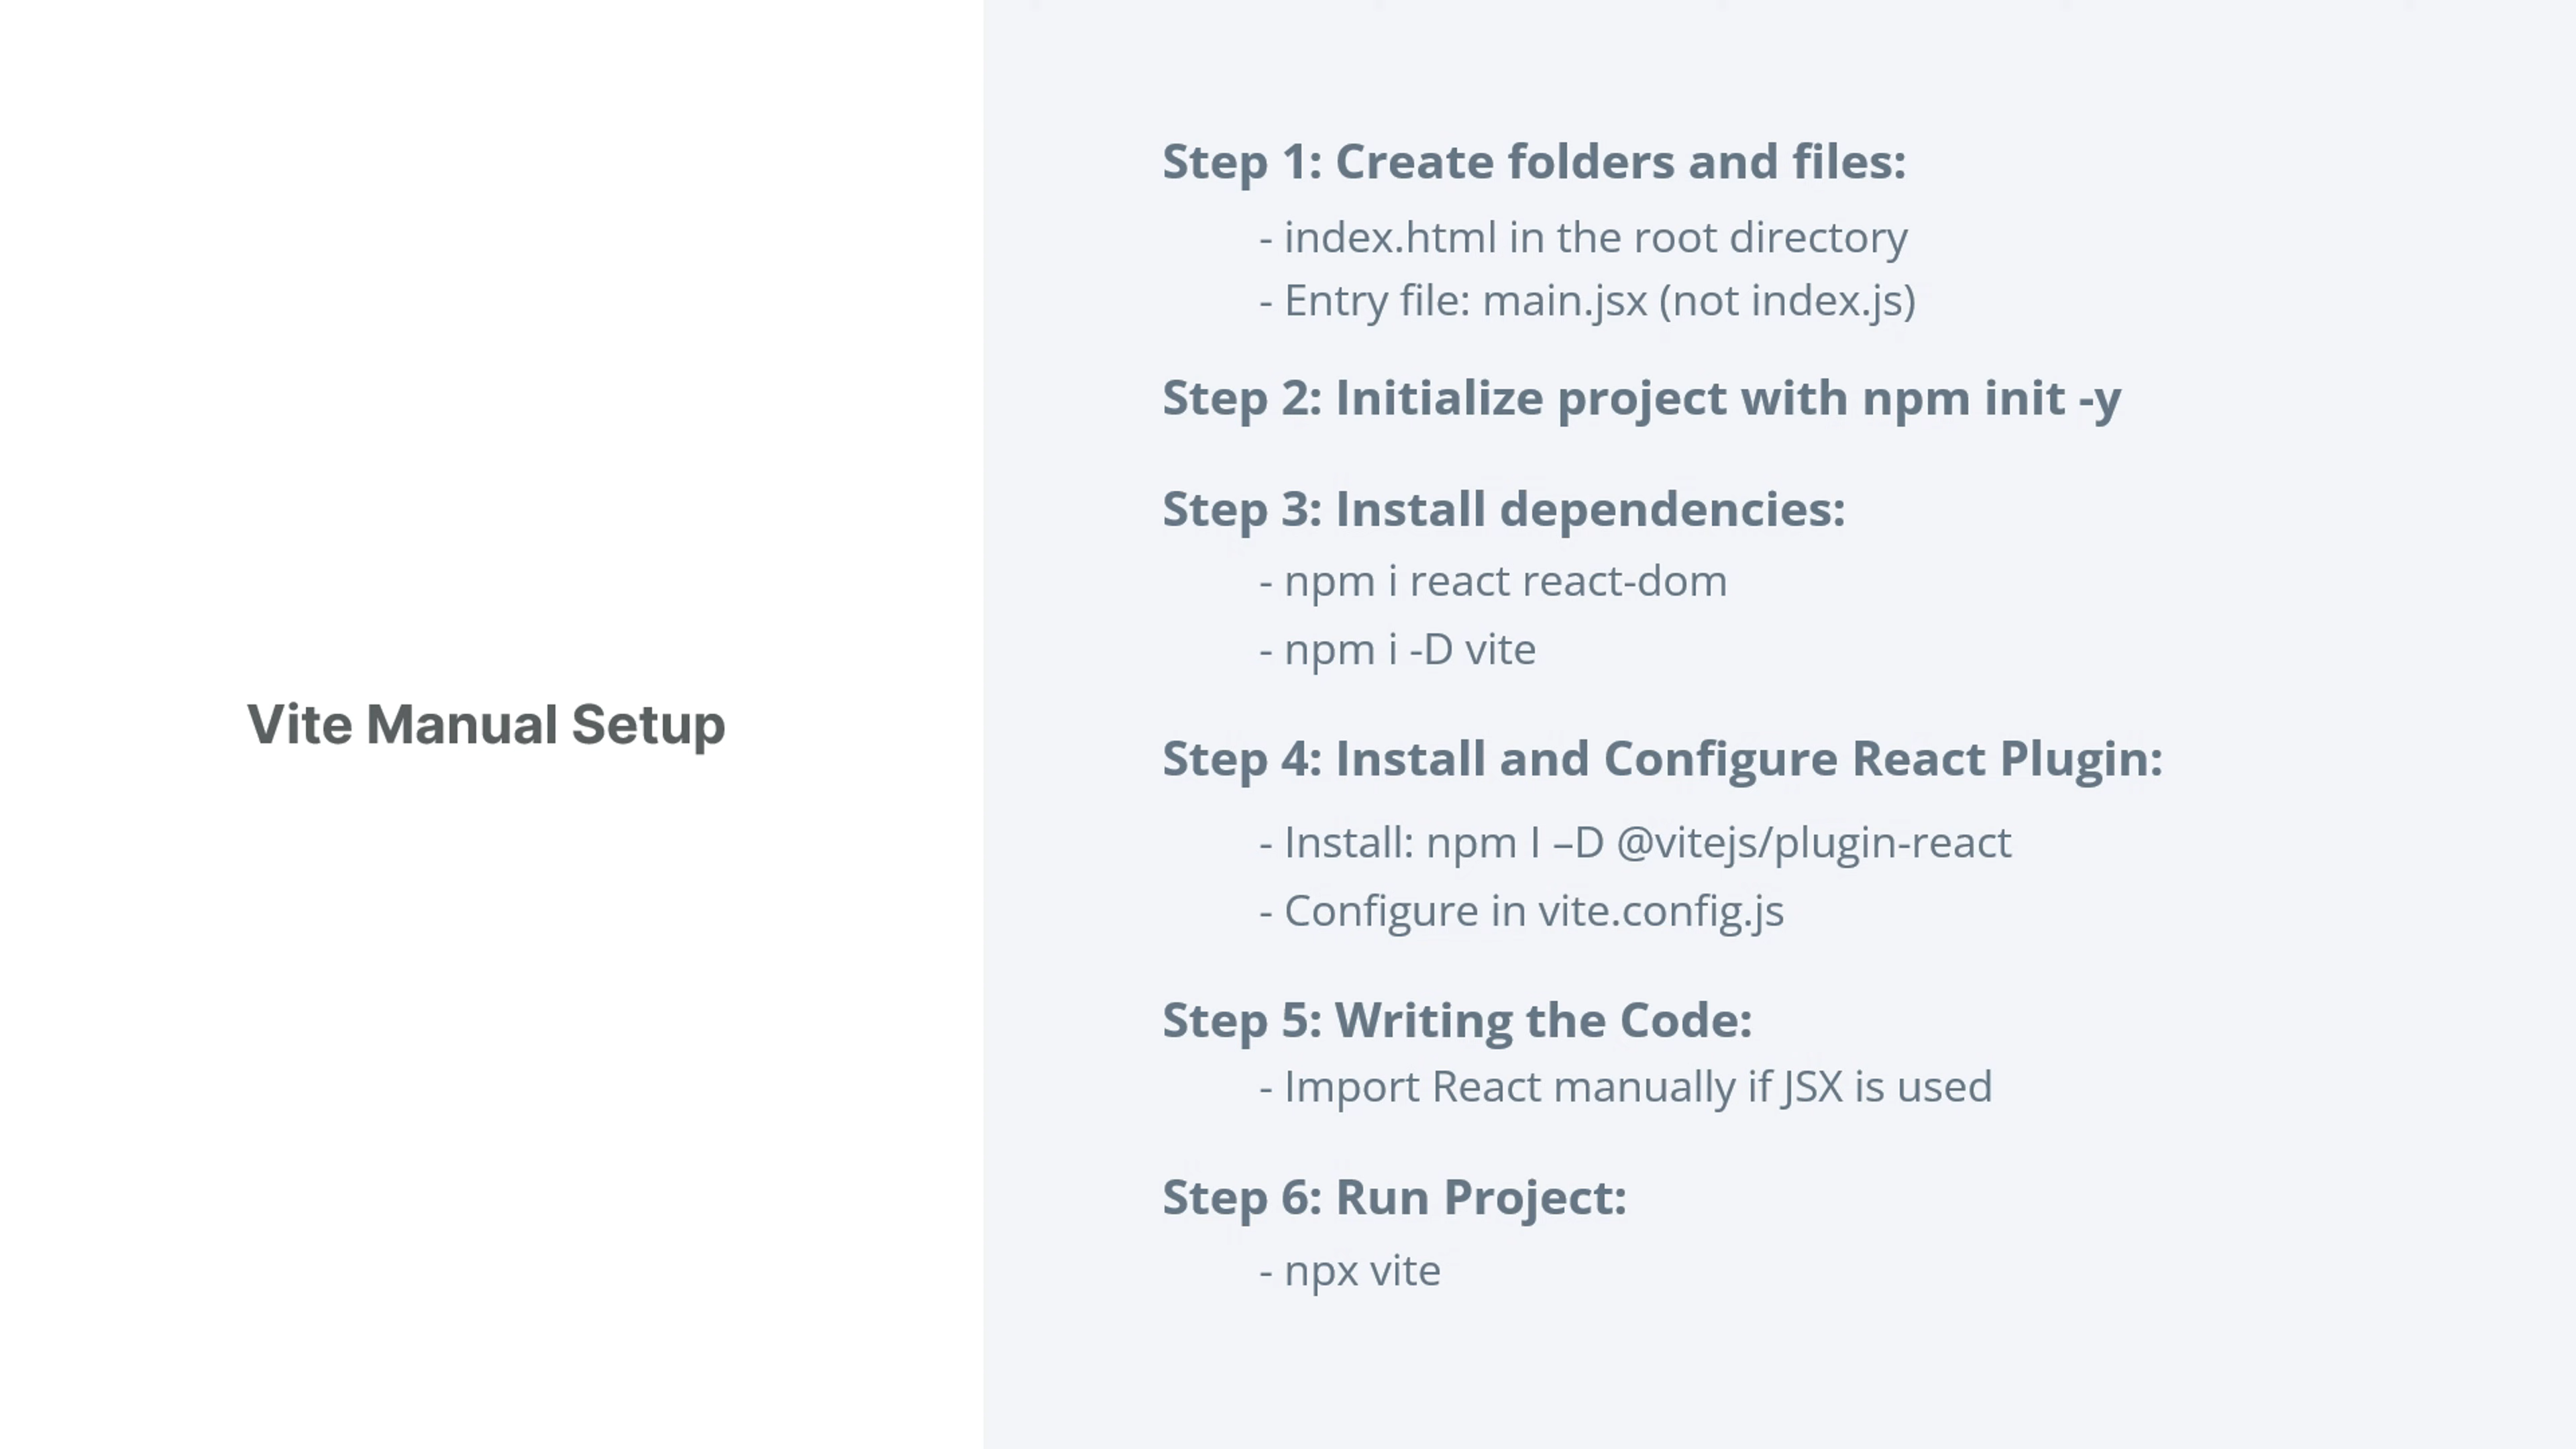 Vite Manual Setup
Step 1: Create folders and files:
- index.html in the root directory
- Entry file: main.jsx (not index.js)
Step 2: Initialize project with npm init -y
Step 3: Install dependencies:
- npm i react react-dom
- npm i -D vite
Step 4: Install and Configure React Plugin:
- Install: npm I –D @vitejs/plugin-react
- Configure in vite.config.js
Step 5: Writing the Code:
- Import React manually if JSX is used
Step 6: Run Project:
- npx vite